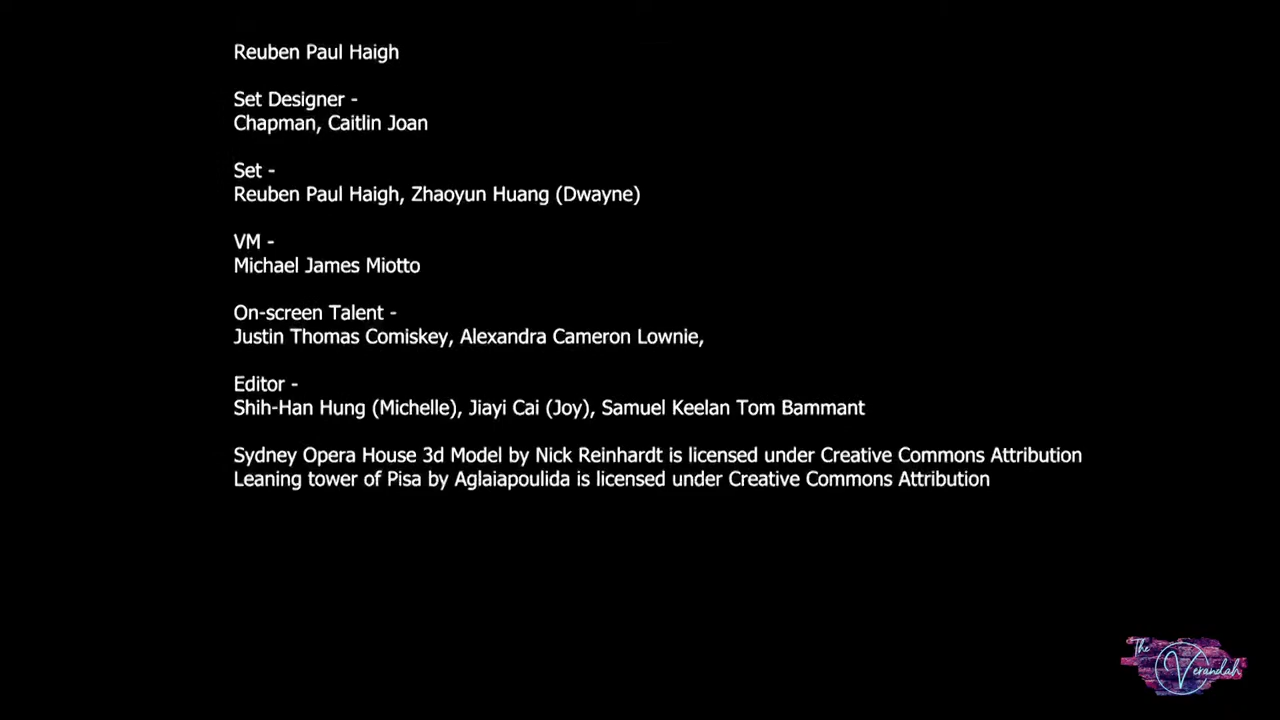 Reuben Paul Haigh
Set Designer -
Chapman, Caitlin Joan
Set -
Reuben Paul Haigh, Zhaoyun Huang (Dwayne)
VM -
Michael James Miotto
On-screen Talent -
Justin Thomas Comiskey, Alexandra Cameron Lownie,
Editor -
Shih-Han Hung (Michelle), Jiayi Cai (Joy), Samuel Keelan Tom Bammant
Sydney Opera House 3d Model by Nick Reinhardt is licensed under Creative Commons Attribution
Leaning tower of Pisa by Aglaiapoulida is licensed under Creative Commons Attribution
The
Verandah